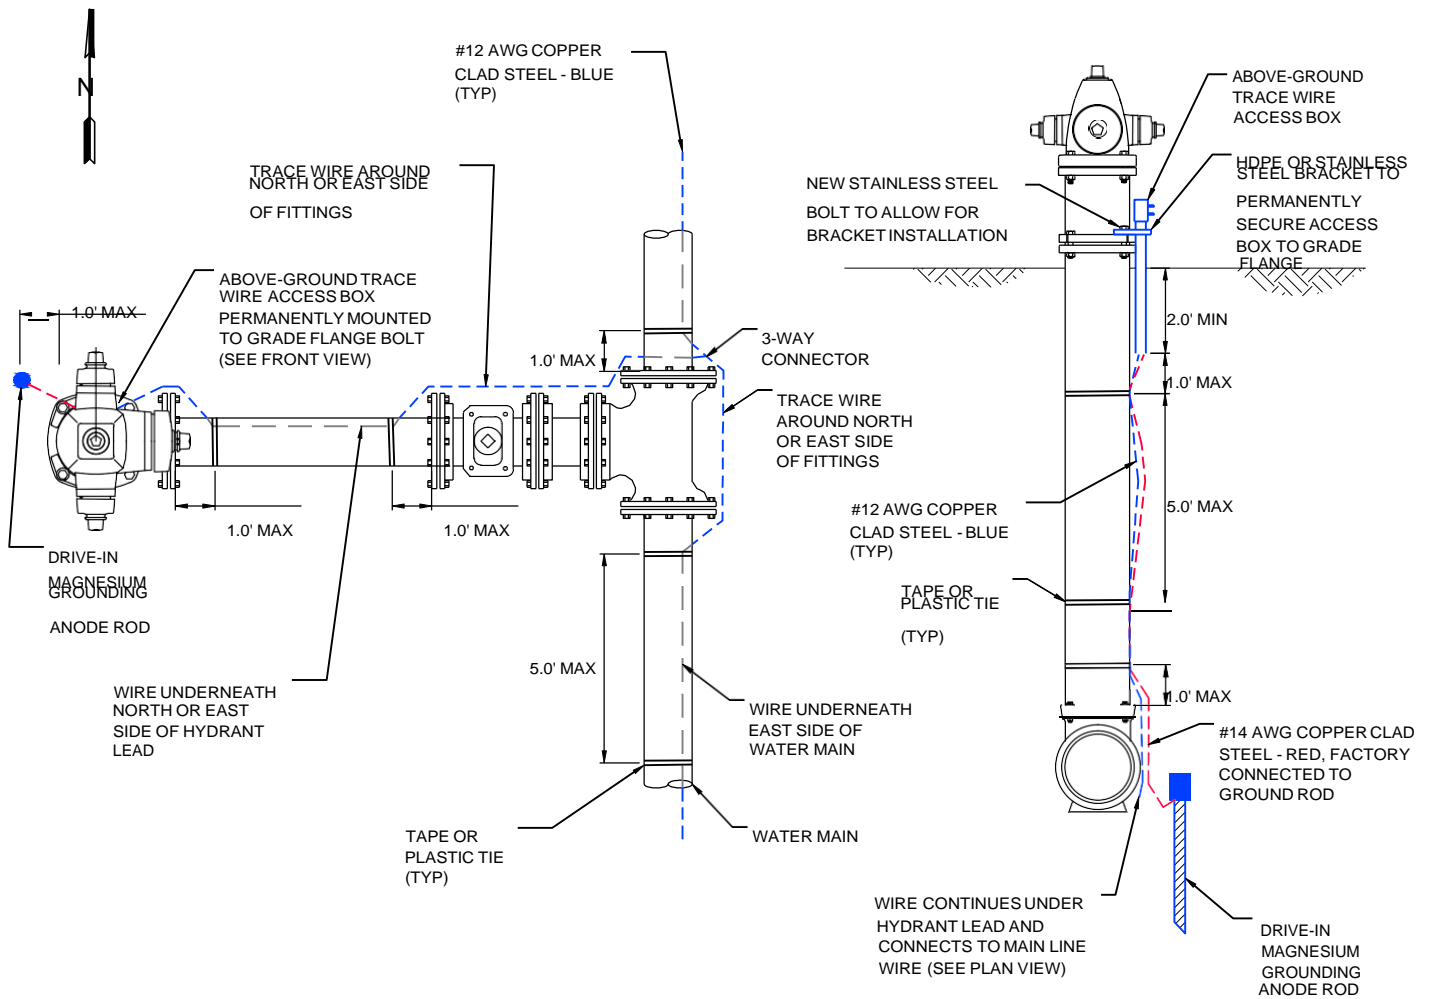 N
#12 AWG COPPER
CLAD STEEL - BLUE
(TYP)
TRACE WIRE AROUND
NORTH OR EAST SIDE
OF FITTINGS
ABOVE-GROUND TRACE
WIRE ACCESS BOX
PERMANENTLY MOUNTED
TO GRADE FLANGE BOLT
(SEE FRONT VIEW)
1.0' MAX
1.0' MAX
3-WAY
CONNECTOR
TRACE WIRE
AROUND NORTH
OR EAST SIDE
OF FITTINGS
1.0' MAX
1.0' MAX
DRIVE-IN
MAGNESIUM
GROUNDING
ANODE ROD
WIRE UNDERNEATH
NORTH OR EAST
SIDE OF HYDRANT
LEAD
5.0' MAX
WIRE UNDERNEATH
EAST SIDE OF
WATER MAIN
TAPE OR
PLASTIC TIE
(TYP)
WATER MAIN
ABOVE-GROUND
TRACE WIRE
ACCESS BOX
HDPE OR STAINLESS
STEEL BRACKET TO
PERMANENTLY
SECURE ACCESS
BOX TO GRADE
FLANGE
NEW STAINLESS STEEL
BOLT TO ALLOW FOR
BRACKET INSTALLATION
2.0' MIN
1.0' MAX
#12 AWG COPPER
CLAD STEEL - BLUE
(TYP)
5.0' MAX
TAPE OR
PLASTIC TIE
(TYP)
1.0' MAX
#14 AWG COPPER CLAD
STEEL - RED, FACTORY
CONNECTED TO
GROUND ROD
WIRE CONTINUES UNDER
HYDRANT LEAD AND
CONNECTS TO MAIN LINE
WIRE (SEE PLAN VIEW)
DRIVE-IN
MAGNESIUM
GROUNDING
ANODE ROD